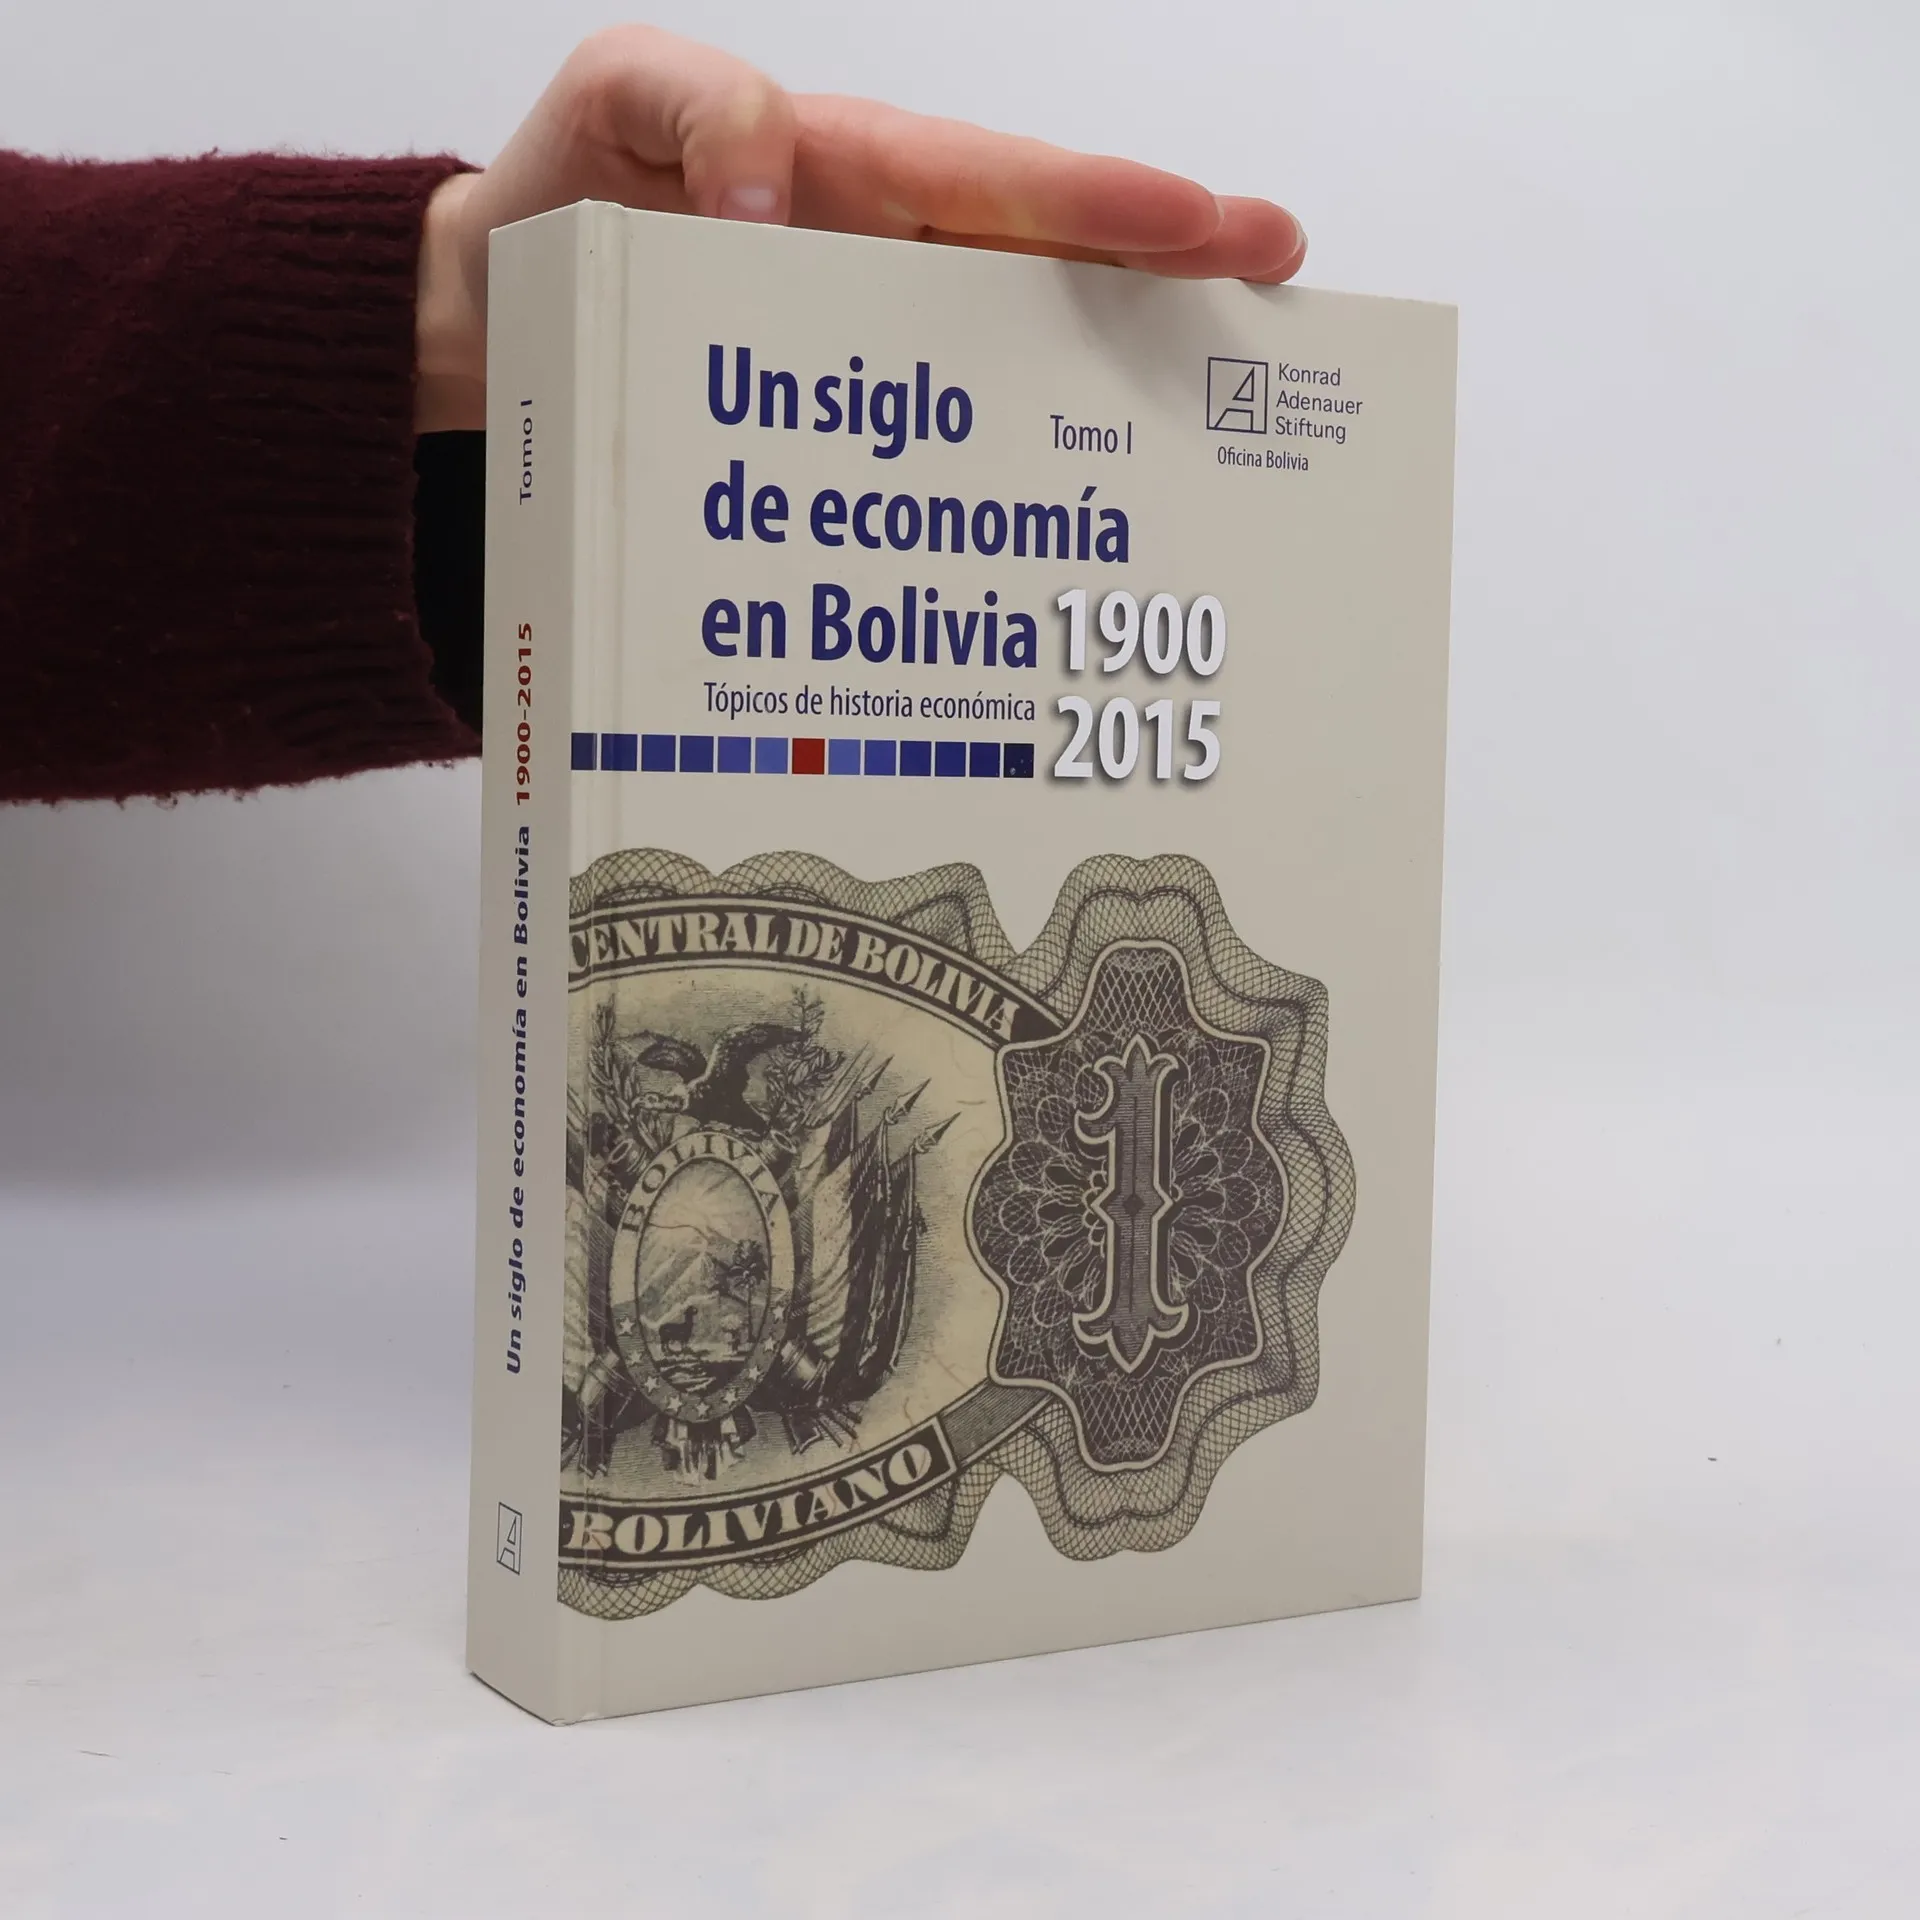 Un siglo
de economía
en Bolivia 1900
2015
Tomo I
Tópicos de historia económica
Konrad
Adenauer
Stiftung
Oficina Bolivia
CENTRAL DE BOLIVIA
BOLIVIA.
1
BOLIVIANO
Un siglo de economía en Bolivia 1900-2015 Tomo I